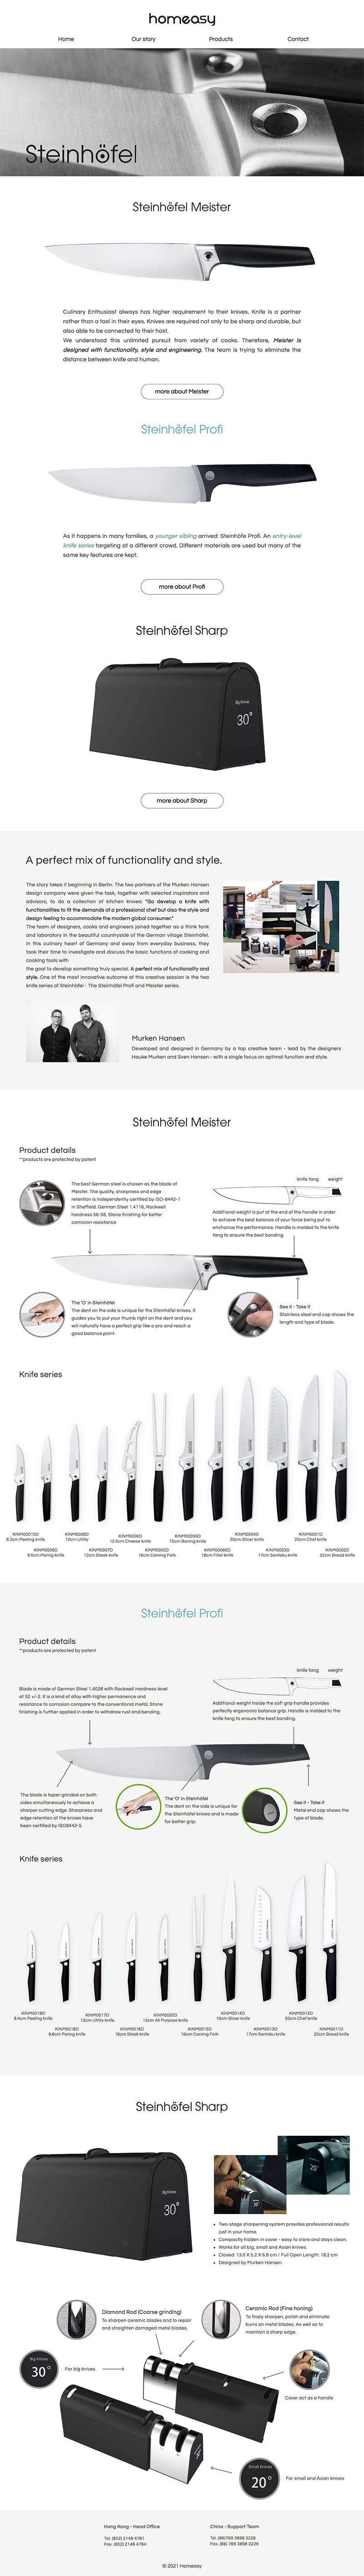 homeasy
Home
Our story
Products
Contact
Steinhöfel
Steinhöfel Meister
Culinary Enthusiast always has higher requirement to their knives. Knife is a partner
rather than a tool in their eyes. Knives are required not only to be sharp and durable, but
also able to be connected to their host.
We understood this unlimited pursuit from variety of cooks. Therefore, Meister is
designed with functionality, style and engineering. The team is trying to eliminate the
distance between knife and human.
more about Meister
Steinhöfel Profi
As it happens in many families, a younger sibling arrived: Steinhöfe Profi. An entry-level
knife series targeting at a different crowd. Different materials are used but many of the
same key features are kept.
more about Profi
Steinhöfel Sharp
Big Knives
30°
more about Sharp
A perfect mix of functionality and style.
The story takes it beginning in Berlin. The two partners of the Murken Hansen
design company were given the task, together with selected inspirators and
advisors, to do a collection of kitchen knives: "Go develop a knife with
functionalities to fit the demands of a professional chef but also the style and
design feeling to accommodate the modern global consumer."
The team of designers, cooks and engineers joined together as a think tank
and laboratory in the beautiful countryside of the German village Steinhöfel.
In this culinary heart of Germany and away from everyday business, they
took their time to investigate and discuss the basic functions of cooking and
cooking tools with
the goal to develop something truly special. A perfect mix of functionality and
style. One of the most innovative outcome of this creative session is the two
knife series of Steinhöfel - The Steinhöfel Profi and Meister series.
Murken Hansen
Developed and designed in Germany by a top creative team - lead by the designers
Hauke Murken and Sven Hansen - with a single focus on optimal function and style.
Steinhöfel Meister
Product details
**products are protected by patent
The best German steel is chosen as the blade of
Meister. The quality, sharpness and edge
retention is independently certified by ISO-8442-1
in Sheffield. German Steel 1.4116, Rockwell
hardness 56-58, Stone finishing for better
corrosion resistance
knife tang
weight
Additional weight is put at the end of the handle in order
to achieve the best balance of your force being put to
enchance the performance. Handle is molded to the knife
tang to ensure the best bonding.
The 'O' in Steinhöfel
The dent on the side is unique for the Steinhöfel knives. It
guides you to put your thumb right on the dent and you
will naturally have a perfect grip like a pro and reach a
good balance point.
See it - Take it
Stainless steel end cap shows the
length and type of blade.
Knife series
KINM0010SD
8.3cm Peeling knife
KINM0009D
9.5cm Paring knife
KINM0008D
12cm Utility
KINM0007D
12cm Steak knife
KINM0006D
12.5cm Cheese knife
KINM0005D
16cm Carving Fork
KINM00059D
15cm Boning knife
KINM0006SD
18cm Filet knife
KINM0004D
20cm Slicer knife
KINM0003D
17cm Santoku knife
KINM0001D
20cm Chef knife
KINM0002D
22cm Bread knife
Steinhöfel Profi
Product details
**products are protected by patent
Blade is made of German Steel 1.4028 with Rockwell Hardness level
at 52 +/-2. It is a kind of alloy with higher permanence and
resistance to corrosion compare to the conventional metal. Stone
finishing is further applied in order to withdraw rust and bending.
knife tang
weight
Additional weight inside the soft grip handle provides
perfectly ergonomic balance grip. Handle is molded to the
knife tang to ensure the best bonding.
The blade is taper-grinded on both
sides simultaneously to achieve a
sharper cutting edge. Sharpness and
edge retention of the knives have
been certified by ISO8442-5.
The 'O' in Steinhöfel
The dent on the side is unique for
the Steinhöfel knives and is made
for better grip.
See it - Take it
Metal end cap shows the
type of blade.
Knife series
KINM0019D
8.4cm Peeling knife
KINM0018D
9.6cm Paring knife
KINM0017D
12cm Utility knife
KINM0016D
16cm Steak knife
KINM0020D
12cm All Purpose knife
KINM0015D
16cm Carving Fork
KINM0014D
19cm Slicer knife
KINM0013D
17cm Santoku knife
KINM0012D
20cm Chef knife
KINM0011D
22cm Bread knife
Steinhöfel Sharp
Big Knives
30°
20°
30
• Two-stage sharpening system provides professional results
just in your home.
• Compactly hidden in cover - easy to store and stays clean.
• Works for all big, small and Asian knives.
• Closed: 13.0 X 5.2 X 6.8 cm / Full Open Length: 18.2 cm
• Designed by Murken Hansen
Diamond Rod (Coarse grinding)
To sharpen ceramic blades and to repair
and straighten damaged metal blades.
Ceramic Rod (Fine honing)
To finely sharpen, polish and eliminate
burrs on metal blades. As well as to
maintain a sharp edge.
Big Knives
30°
For big knives
Cover act as a handle
Small Knives
20°
For small and Asian knives
Hong Kong - Head Office
Tel. (852) 2148 4781
Fax. (852) 2148 4784
China - Support Team
Tel. (86)769 3898 3228
Fax. (86) 769 3898 3229
© 2021 Homeasy